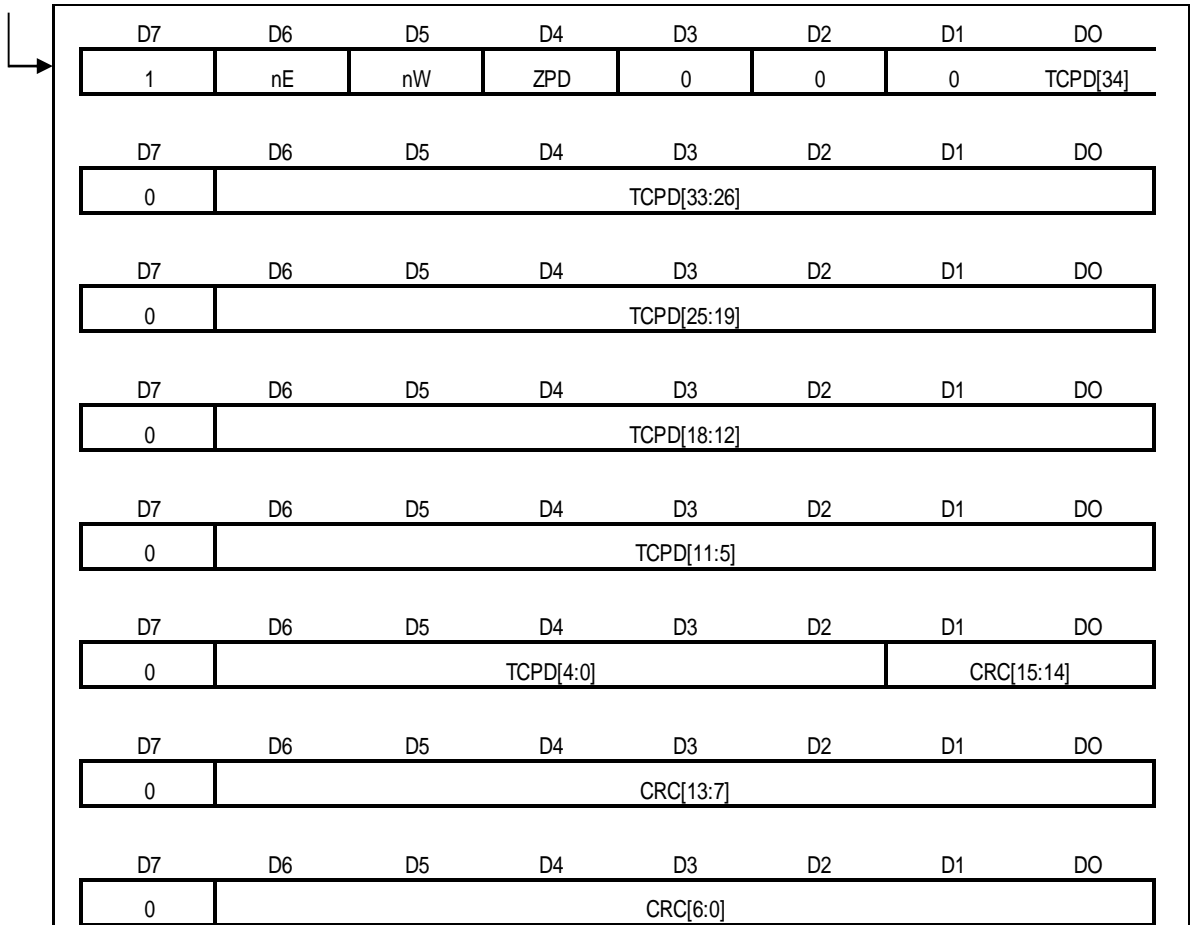 D7 D6 D5 D4 D3 D2 D1 DO
1 nE nW ZPD 0 0 0 TCPD[34]
D7 D6 D5 D4 D3 D2 D1 DO
0 TCPD[33:26]
D7 D6 D5 D4 D3 D2 D1 DO
0 TCPD[25:19]
D7 D6 D5 D4 D3 D2 D1 DO
0 TCPD[18:12]
D7 D6 D5 D4 D3 D2 D1 DO
0 TCPD[11:5]
D7 D6 D5 D4 D3 D2 D1 DO
0 TCPD[4:0] CRC[15:14]
D7 D6 D5 D4 D3 D2 D1 DO
0 CRC[13:7]
D7 D6 D5 D4 D3 D2 D1 DO
0 CRC[6:0]